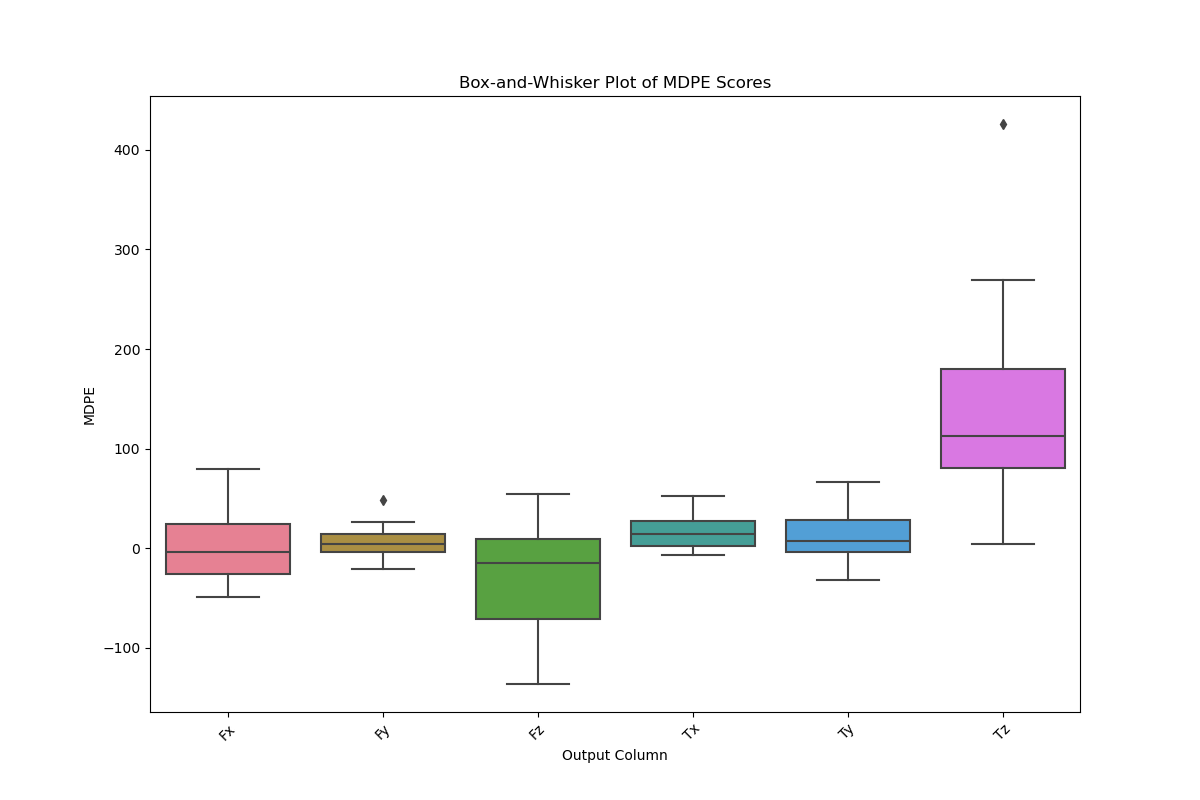 Box-and-Whisker Plot of MDPE Scores
MDPE
400
300
200
100
0
−100
Fx
Fy
Fz
Tx
Ty
Tz
Output Column